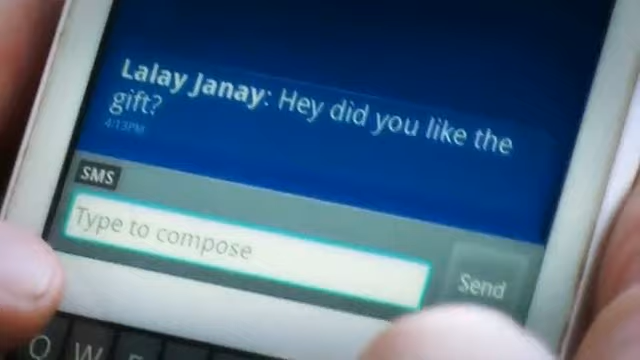 Lalay Janay: Hey did you like the
gift?
4:13PM
SMS
Type to compose
Send
Q W E